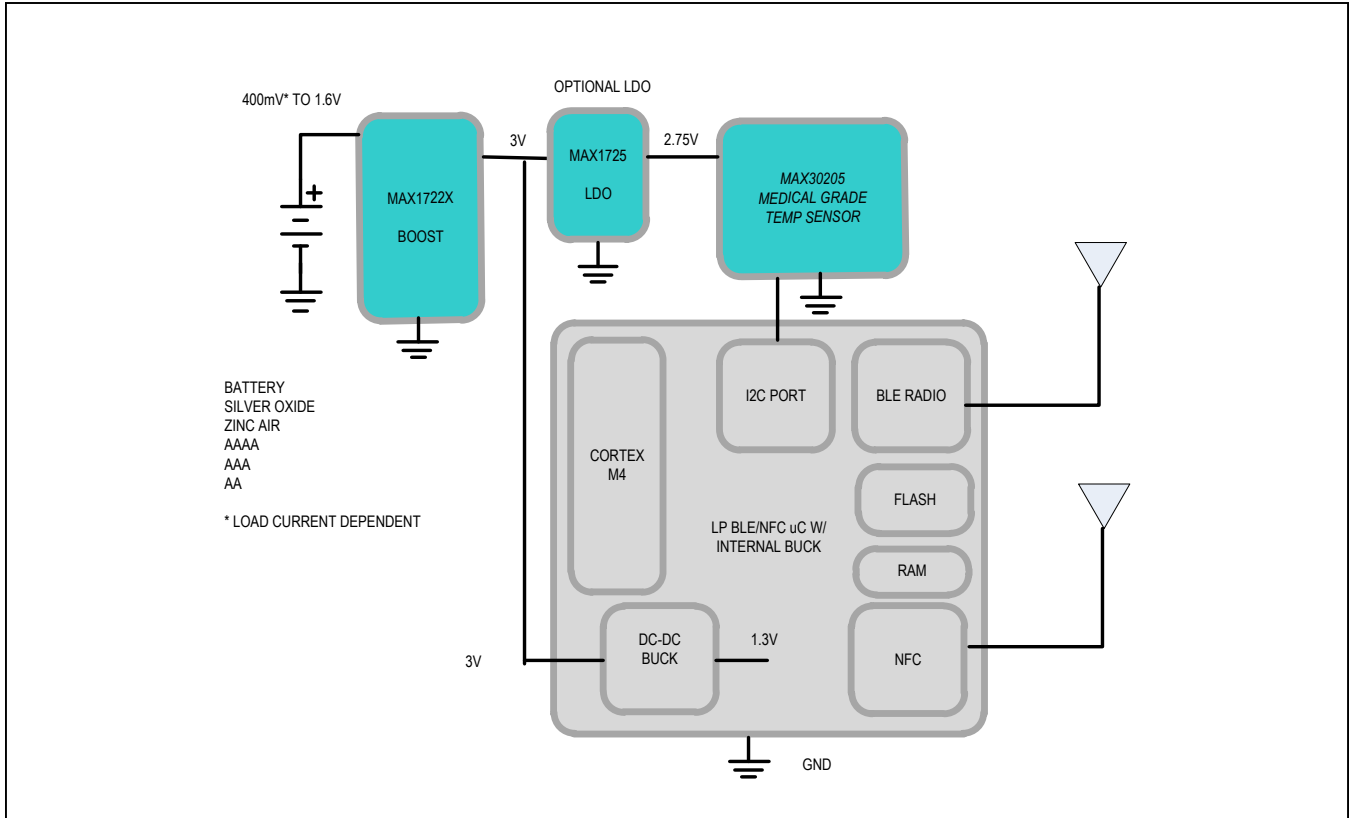 OPTIONAL LDO
400mV* TO 1.6V
3V
MAX1725
LDO
2.75V
MAX30205
MEDICAL GRADE
TEMP SENSOR
MAX1722X
BOOST
+
BATTERY
SILVER OXIDE
ZINC AIR
AAAA
AAA
AA
* LOAD CURRENT DEPENDENT
I2C PORT
BLE RADIO
CORTEX
M4
FLASH
LP BLE/NFC uC W/
INTERNAL BUCK
RAM
3V
DC-DC
BUCK
1.3V
NFC
GND